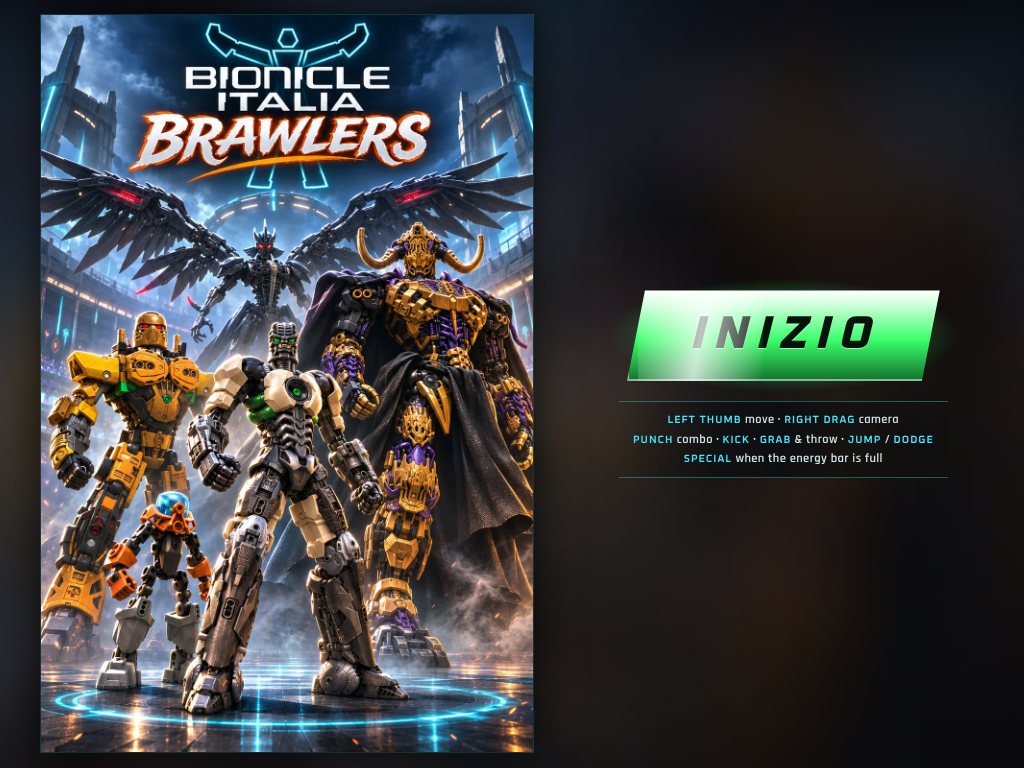 BIONICLE
ITALIA
BRAWLERS
INIZIO
LEFT THUMB move · RIGHT DRAG camera
PUNCH combo · KICK · GRAB & throw · JUMP / DODGE
SPECIAL when the energy bar is full